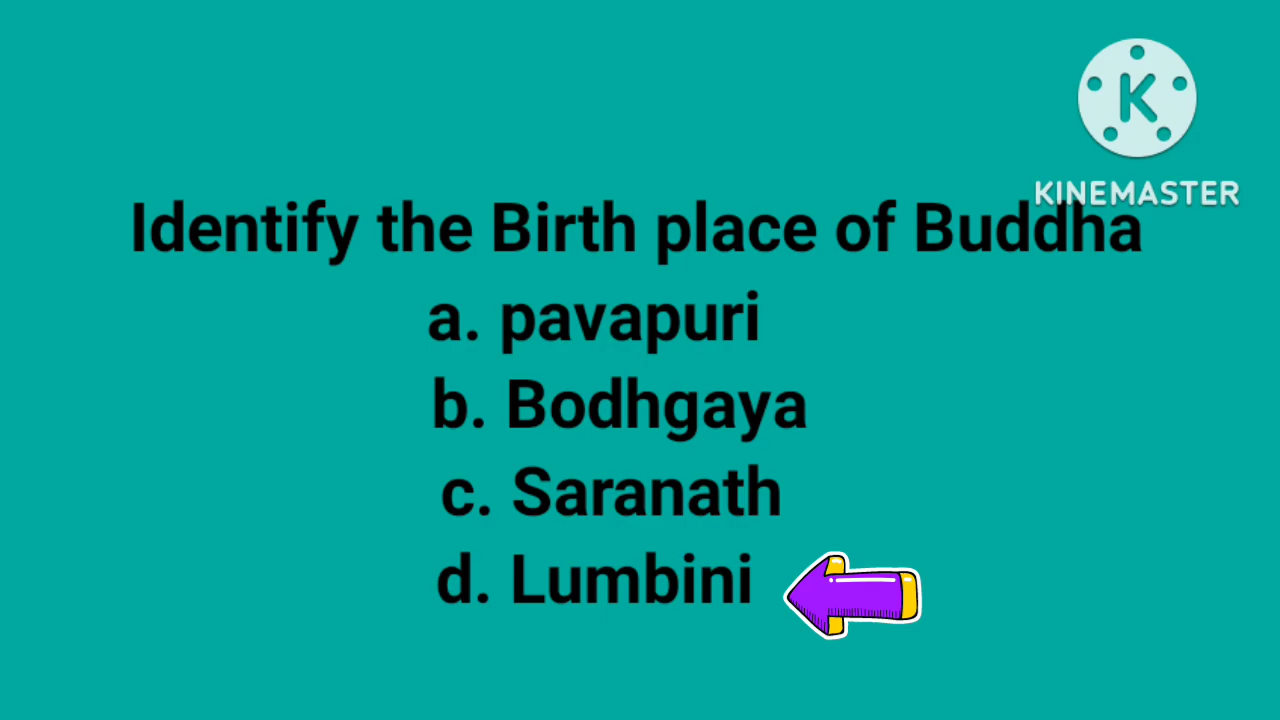 K
KINEMASTER
Identify the Birth place of Buddha
a. pavapuri
b. Bodhgaya
c. Saranath
d. Lumbini